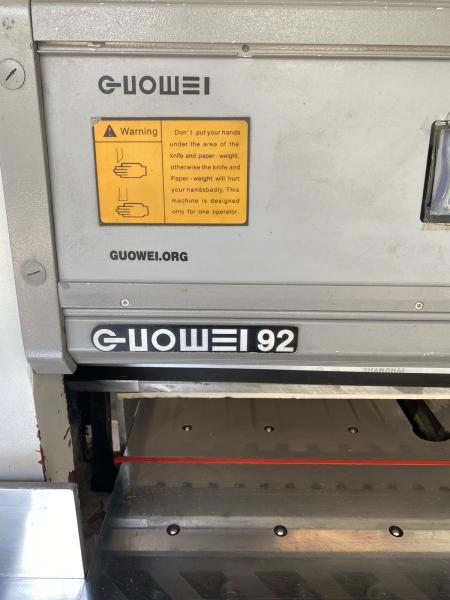 GUOWEI
Warning
Don't put your hands
under the area of the
knife and paper-weight,
otherwise the knife and
Paper-weight will hurt
your handsbadly. This
machine is designed
only for one operator.
GUOWEI.ORG
GUOWEI 92
SHANGHAI